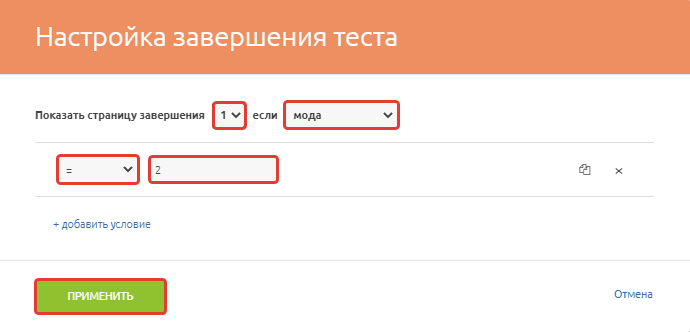 Настройка завершения теста
Показать страницу завершения 1 если мода
= 2
+ добавить условие
ПРИМЕНИТЬ Отмена